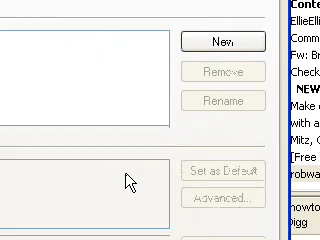 New
Remove
Rename
Set as Default
Advanced...
Conte
EllieElli
Comm
Fw: Br
Check
NEW
Make
with a
Mitz, C
[Free
robwa
howto
Digg